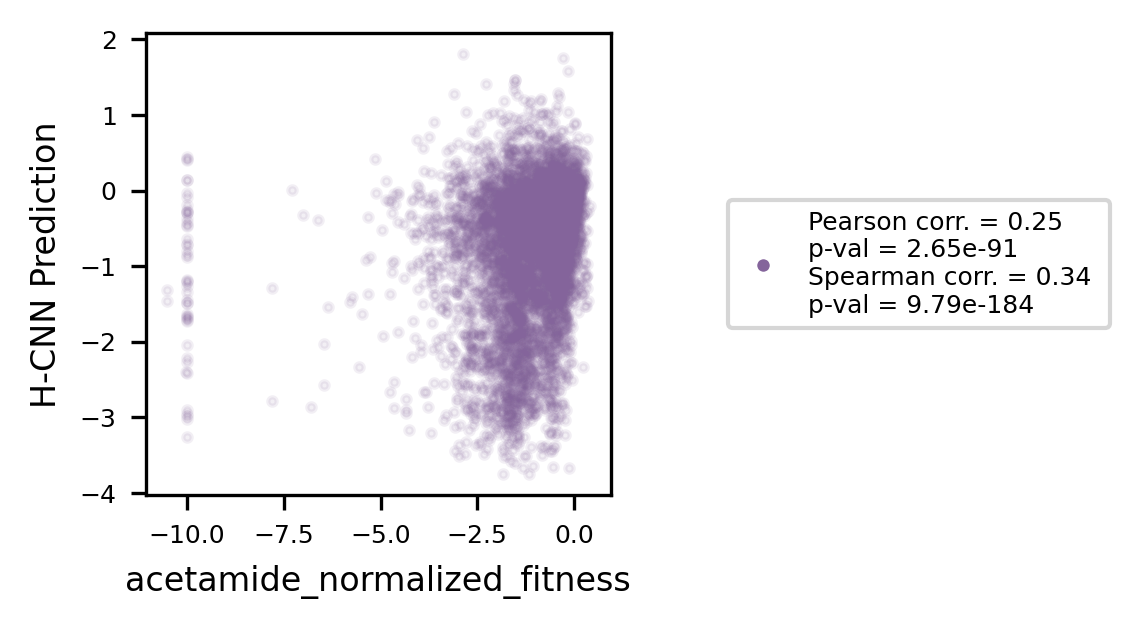 2
1
0
−1
−2
−3
−4
H-CNN Prediction
−10.0 −7.5 −5.0 −2.5 0.0
acetamide_normalized_fitness
Pearson corr. = 0.25
p-val = 2.65e-91
Spearman corr. = 0.34
p-val = 9.79e-184